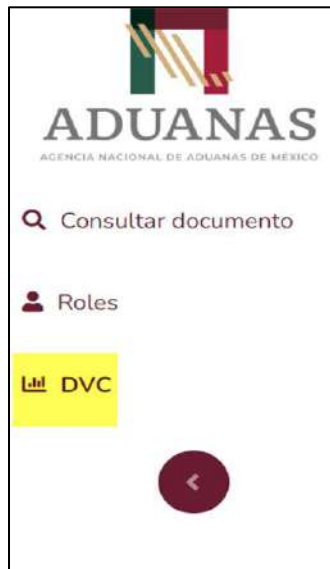 ADUANAS
AGENCIA NACIONAL DE ADUANAS DE MÉXICO
Consultar documento
Roles
DVC